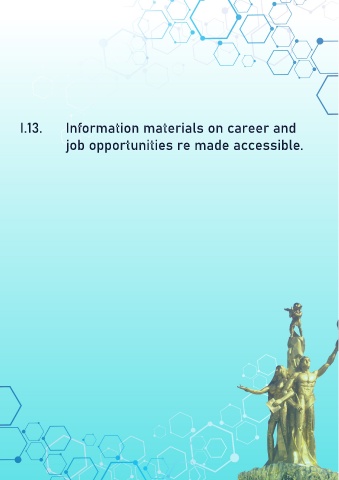 I.13. Information materials on career and
job opportunities re made accessible.